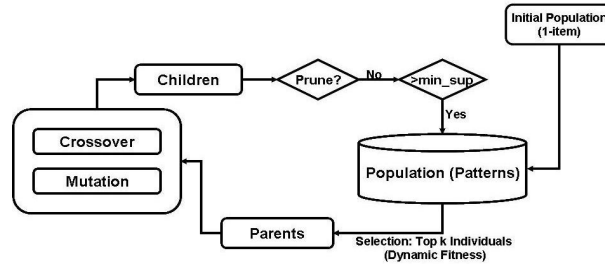 Initial Population
(1-item)
Children
Prune?
No
>min_sup
Yes
Crossover
Mutation
Population (Patterns)
Parents
Selection: Top k Individuals
(Dynamic Fitness)